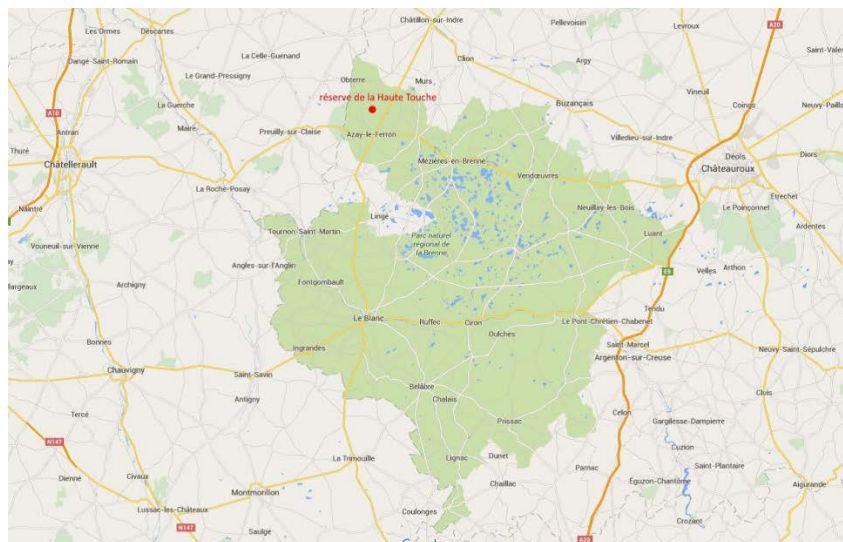 Châtillon-sur-Indre
Pellevoisin
Levroux
Les Ormes
Descartes
Saint-Vale
Dangé-Saint-Romain
La Celle-Guenand
Clion
Argy
Le Grand-Pressigny
Obterre
Murs
Vineuil
Coings
Neuvy-Paill
réserve de la Haute Touche
Buzançais
La Guerche
A10
A20
Antran
Mairé
Preuilly-sur-Claise
Azay-le-Ferron
Villedieu-sur-Indre
Thuré
Châtellerault
Mézières-en-Brenne
Déols
Diors
Châteauroux
La Roche-Posay
Vendœuvres
Étrechet
Naintré
Lingé
Neuillay-les-Bois
Le Poinçonnet
Ardentes
Tournon-Saint-Martin
Parc naturel
régional de
la Brenne
Luant
Vouneuil-sur-Vienne
Angles-sur-l'Anglin
Velles
Arthon
E9
largeaux
Archigny
Fontgombault
Tendu
Le Blanc
Ruffec
Ciron
Le Pont-Chrétien-Chabenet
Oulches
Bonnes
Ingrandes
Saint-Marcel
Argenton-sur-Creuse
Neuvy-Saint-Sépulchre
Chauvigny
Saint-Savin
Bélâbre
Antigny
Chalais
Cluis
Tercé
Prissac
Celon
Gargilesse-Dampierre
N147
La Trimouille
Lignac
Dunet
Cuzion
Parnac
Saint-Plantaire
Dienné
Civaux
Montmorillon
Chaillac
Éguzon-Chantôme
Aigurande
Lussac-les-Châteaux
Coulonges
Crozant
N147
Saulgé
A20